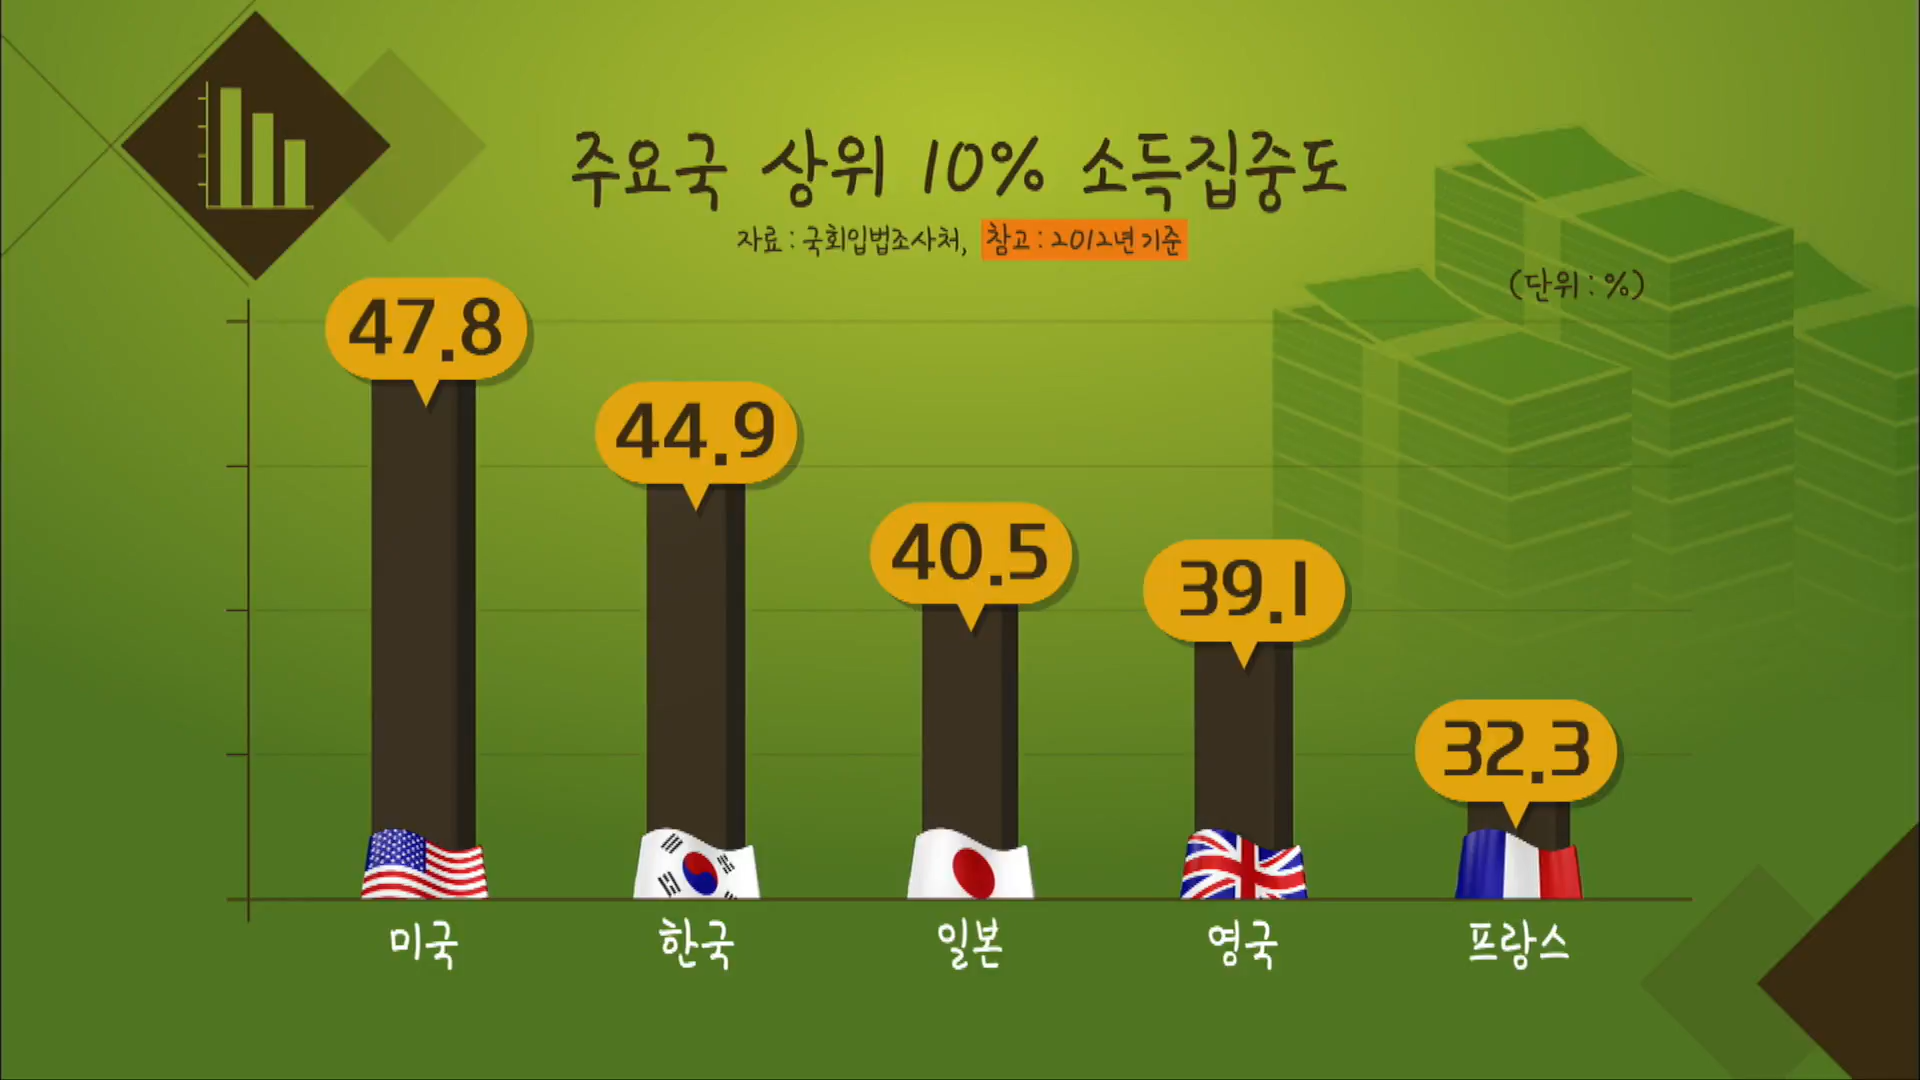 주요국 상위 10% 소득집중도
자료 : 국회입법조사처, 참고 : 2012년 기준
(단위 : %)
47.8
44.9
40.5
39.1
32.3
미국
한국
일본
영국
프랑스